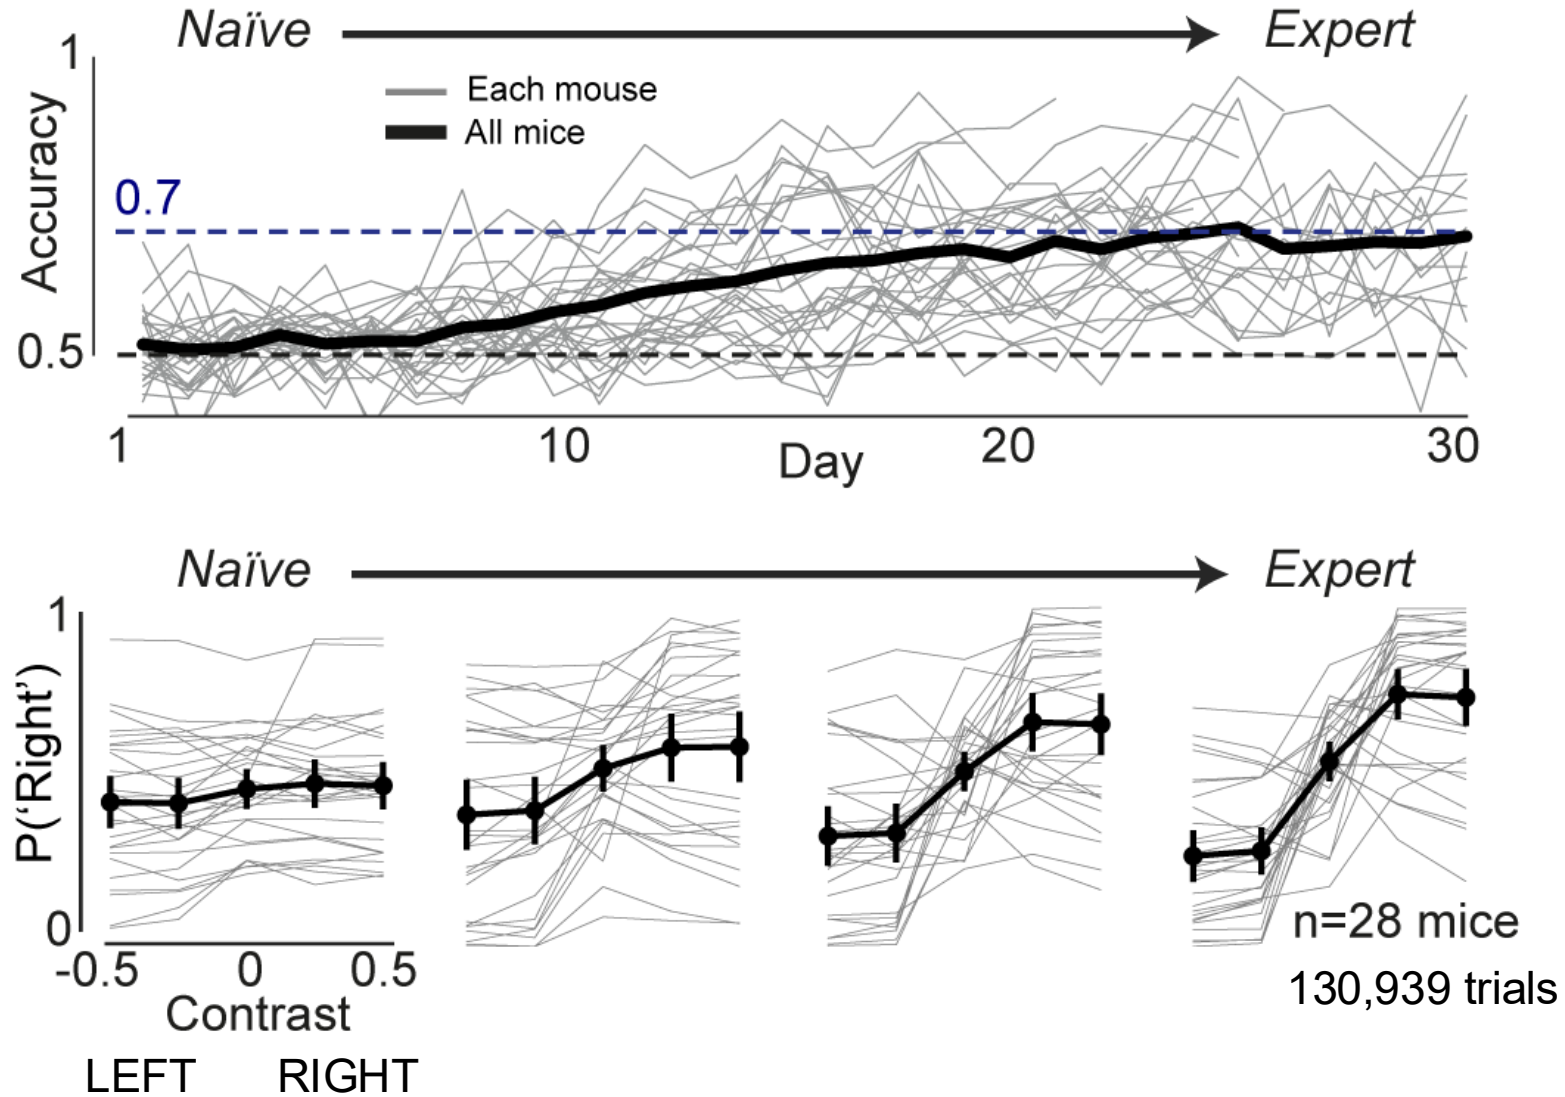 Naïve Expert
1
Each mouse
All mice
Accuracy
0.7
0.5
1 10 20 30
Day
Naïve Expert
1
P(‘Right’)
0
n=28 mice
-0.5 0 0.5
130,939 trials
Contrast
LEFT RIGHT